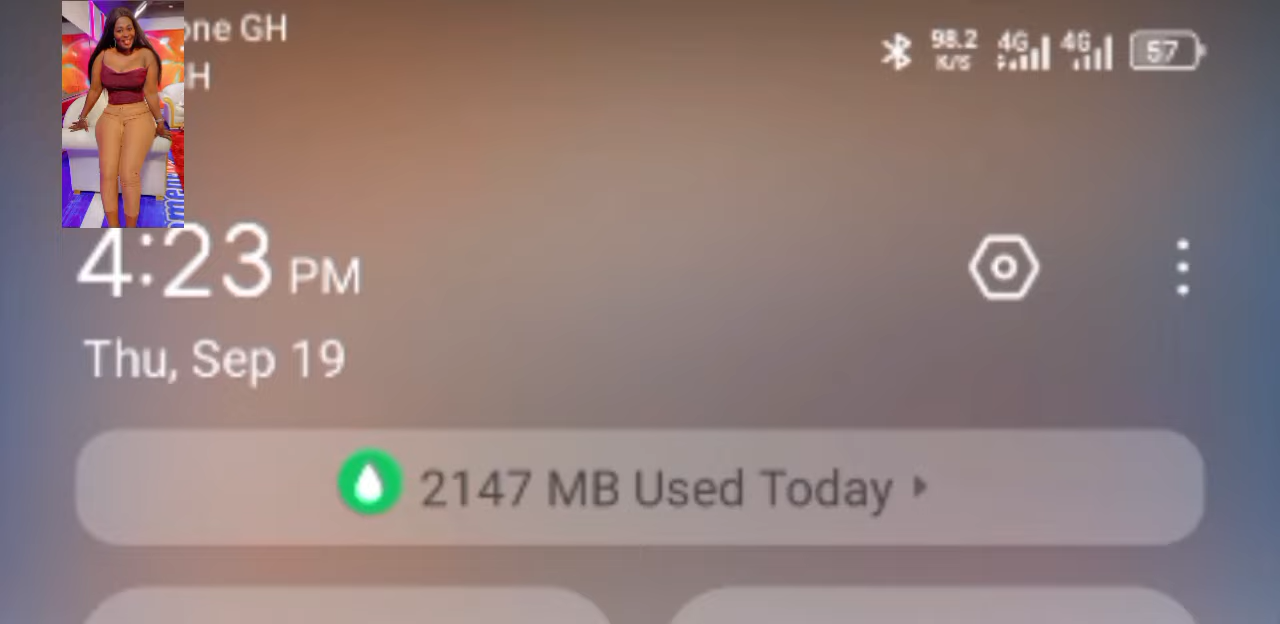 one GH
H
98.2 K/S 4G 4G 57
4:23 PM
Thu, Sep 19
2147 MB Used Today